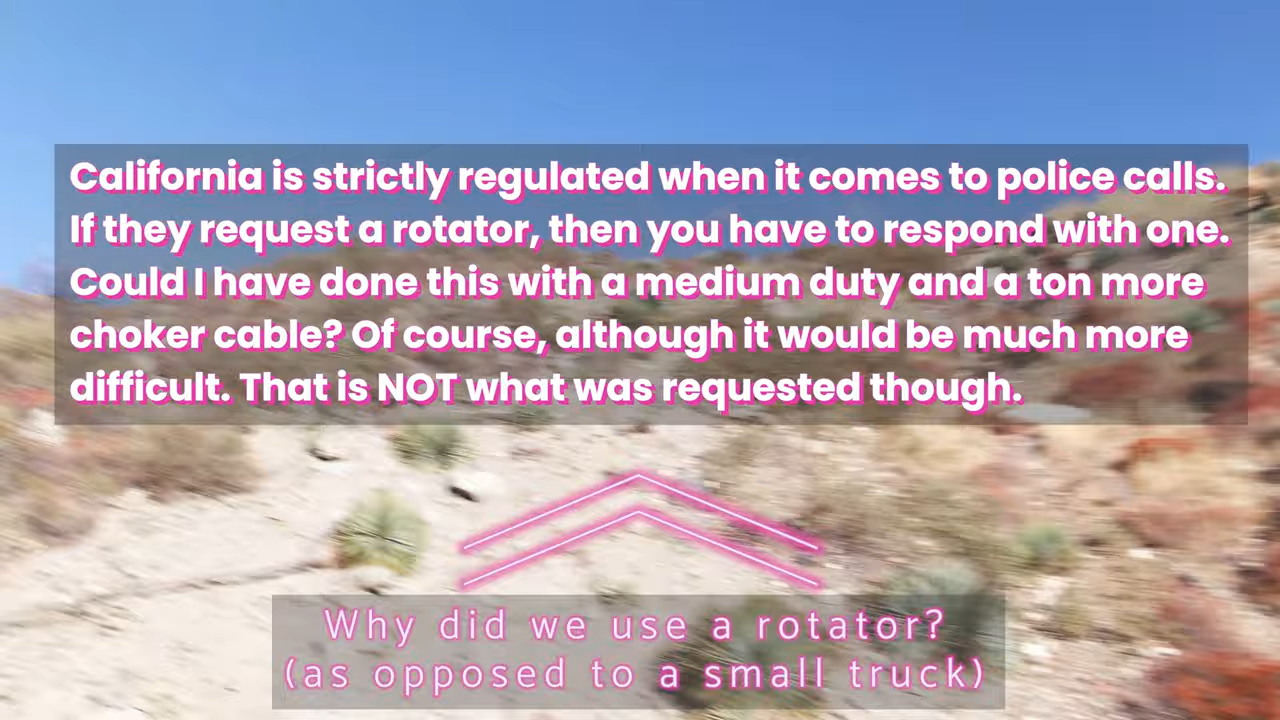 California is strictly regulated when it comes to police calls.
If they request a rotator, then you have to respond with one.
Could I have done this with a medium duty and a ton more
choker cable? Of course, although it would be much more
difficult. That is NOT what was requested though.
Why did we use a rotator?
(as opposed to a small truck)